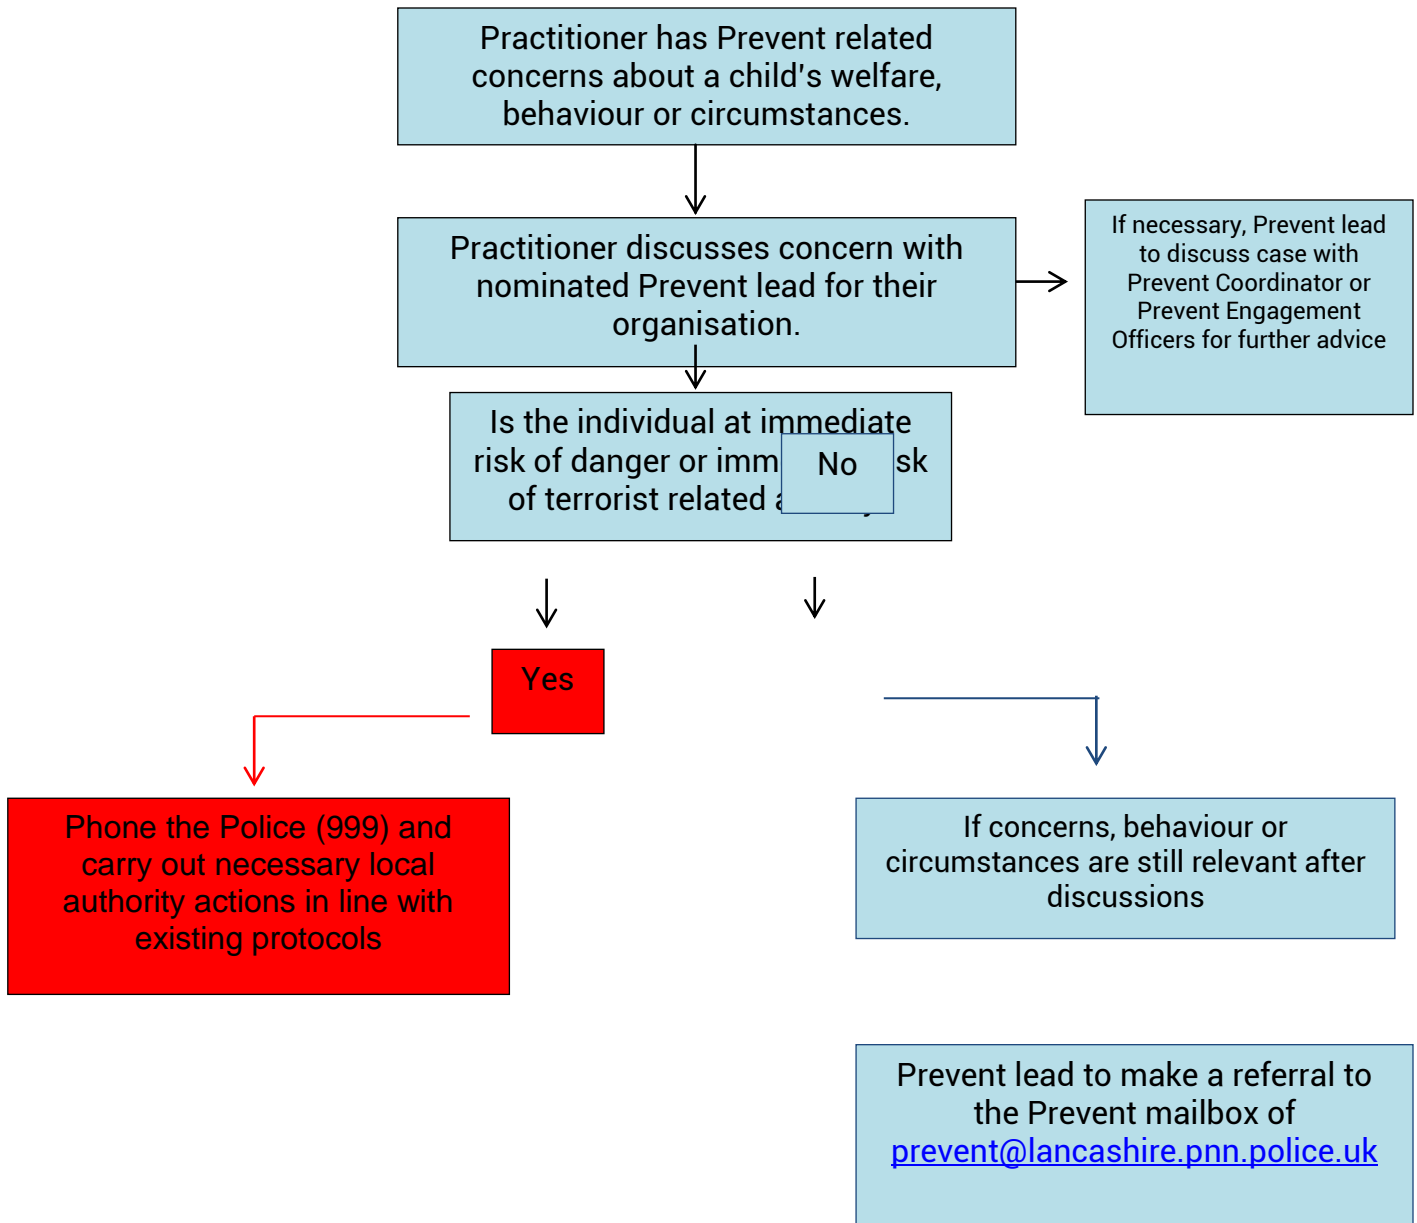 Practitioner has Prevent related
concerns about a child's welfare,
behaviour or circumstances.
Practitioner discusses concern with
nominated Prevent lead for their
organisation.
If necessary, Prevent lead
to discuss case with
Prevent Coordinator or
Prevent Engagement
Officers for further advice
Is the individual at immediate
risk of danger or imm sk
of terrorist related
No
Yes
Phone the Police (999) and
carry out necessary local
authority actions in line with
existing protocols
If concerns, behaviour or
circumstances are still relevant after
discussions
Prevent lead to make a referral to
the Prevent mailbox of
prevent@lancashire.pnn.police.uk